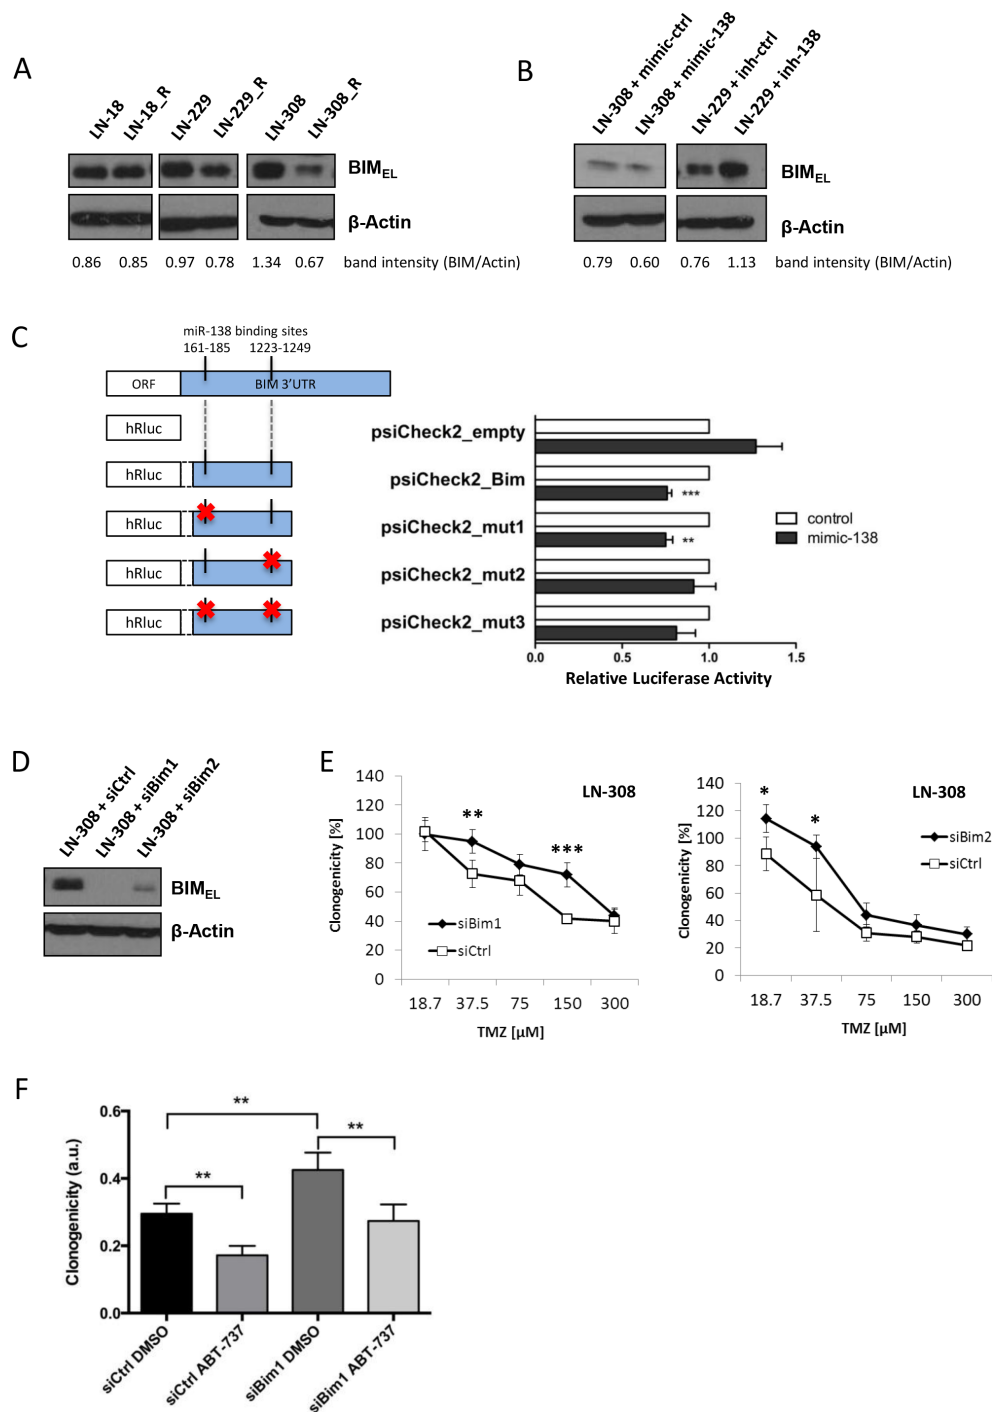 A
LN-18
LN-18_R
LN-229
LN-229_R
LN-308
LN-308_R
BIMEL
β-Actin
0.86 0.85 0.97 0.78 1.34 0.67 band intensity (BIM/Actin)
B
LN-308 + mimic-ctrl
LN-308 + mimic-138
LN-229 + inh-ctrl
LN-229 + inh-138
BIMEL
β-Actin
0.79 0.60 0.76 1.13 band intensity (BIM/Actin)
C
miR-138 binding sites
161-185 1223-1249
ORF BIM 3'UTR
hRluc
hRluc
hRluc
hRluc
hRluc
psiCheck2_empty
psiCheck2_Bim
***
psiCheck2_mut1
**
psiCheck2_mut2
psiCheck2_mut3
control
mimic-138
0.0 0.5 1.0 1.5
Relative Luciferase Activity
D
LN-308 + siCtrl
LN-308 + siBim1
LN-308 + siBim2
BIMEL
β-Actin
E
140
120
100
80
60
40
20
0
Clonogenicity [%]
LN-308
**
***
siBim1
siCtrl
18.7 37.5 75 150 300
TMZ [µM]
140
120
100
80
60
40
20
0
Clonogenicity [%]
LN-308
*
*
siBim2
siCtrl
18.7 37.5 75 150 300
TMZ [µM]
F
0.6
0.4
0.2
0.0
Clonogenicity (a.u.)
**
**
**
siCtrl DMSO
siCtrl ABT-737
siBim1 DMSO
siBim1 ABT-737